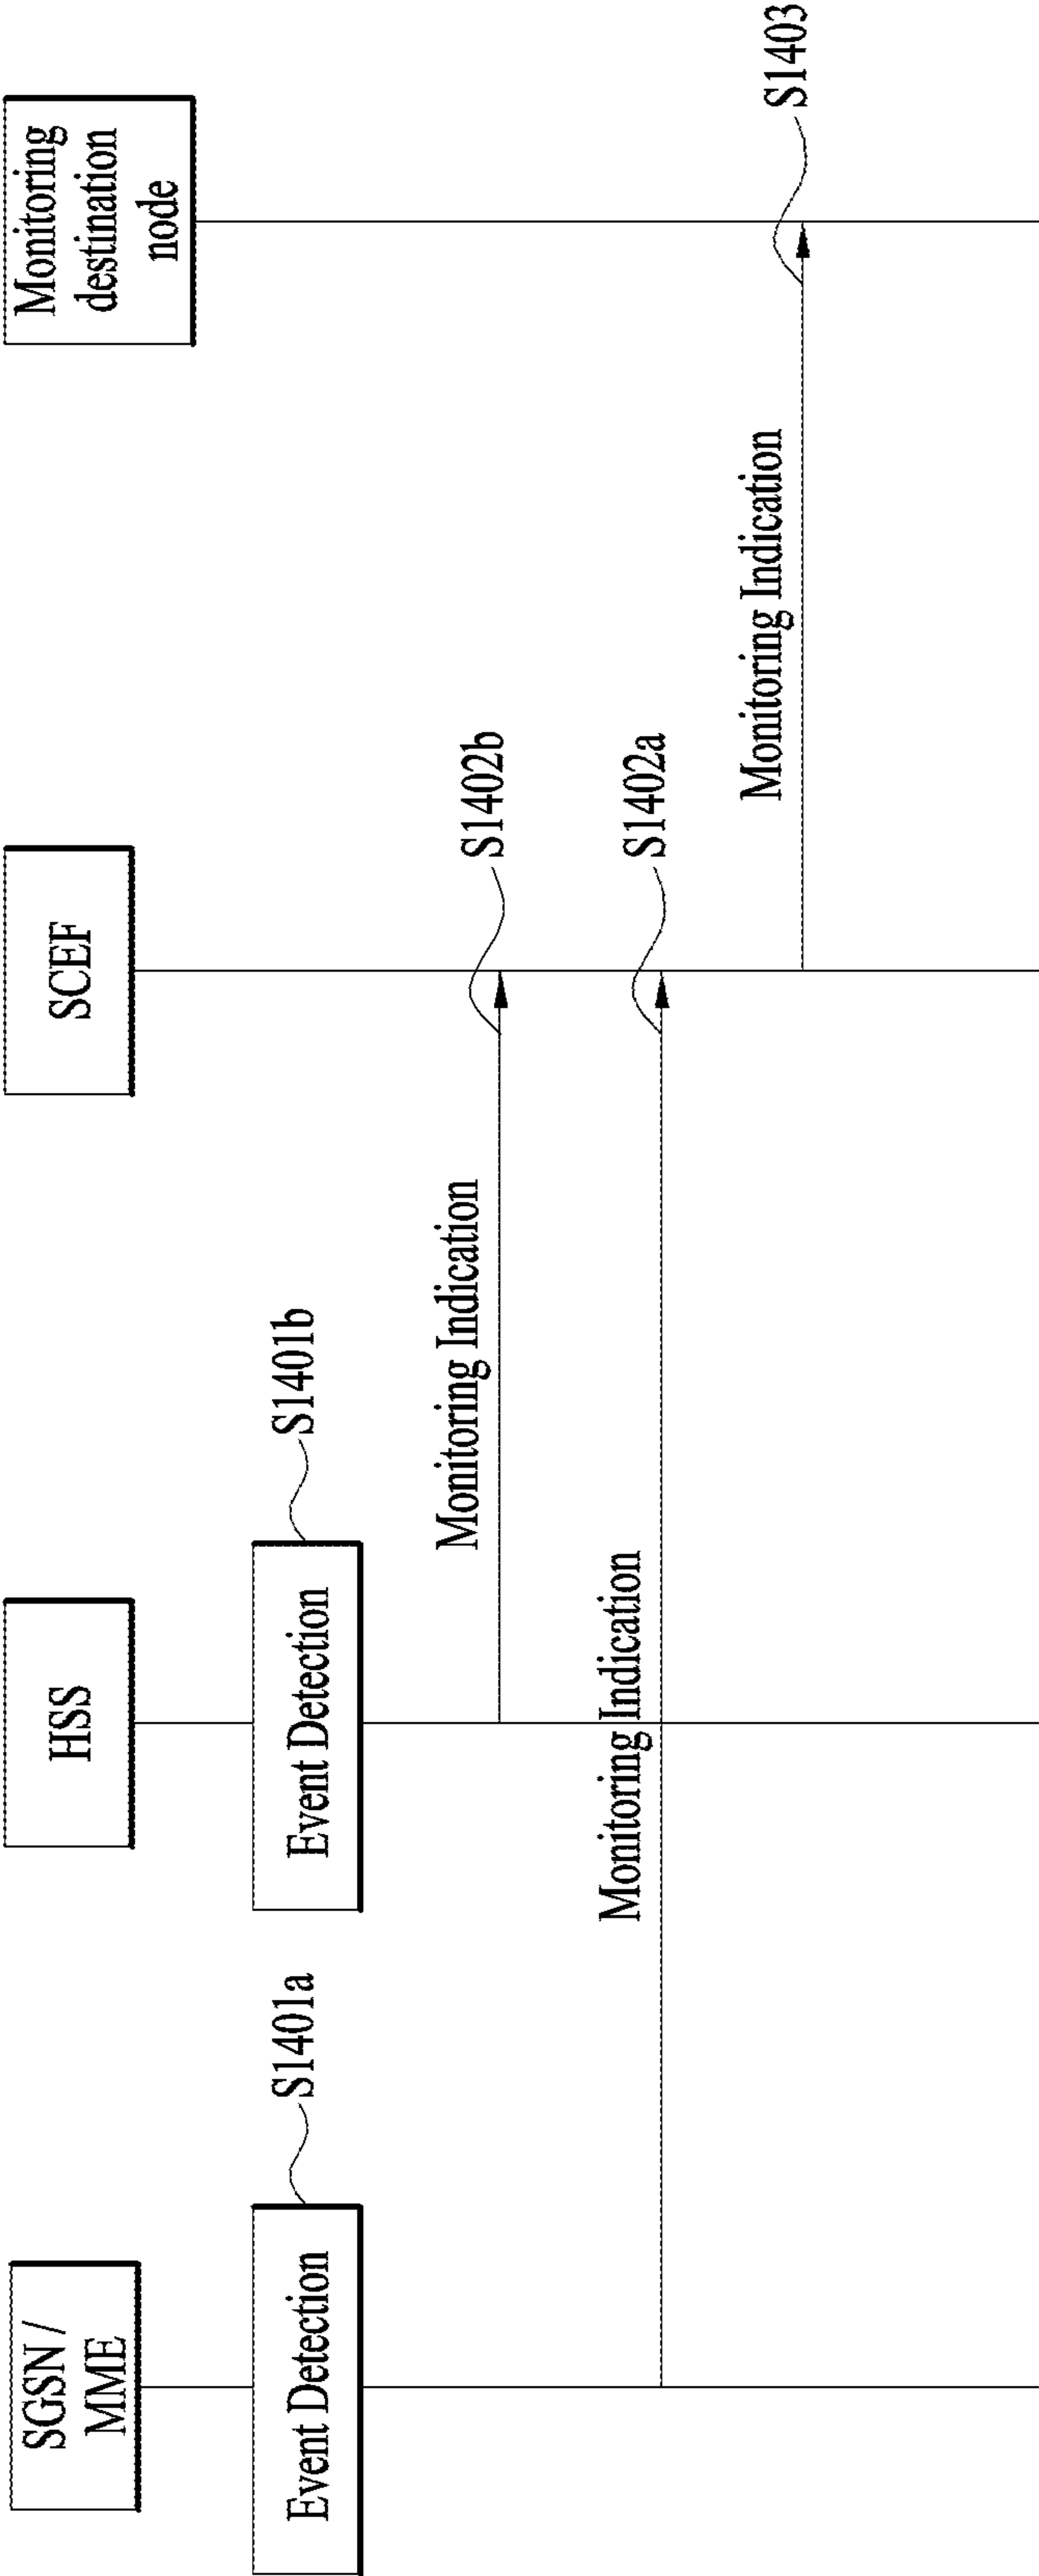 SGSN /
MME
HSS
SCEF
Monitoring
destination
node
Event Detection
S1401a
Event Detection
S1401b
Monitoring Indication
S1402b
Monitoring Indication
S1402a
Monitoring Indication
S1403